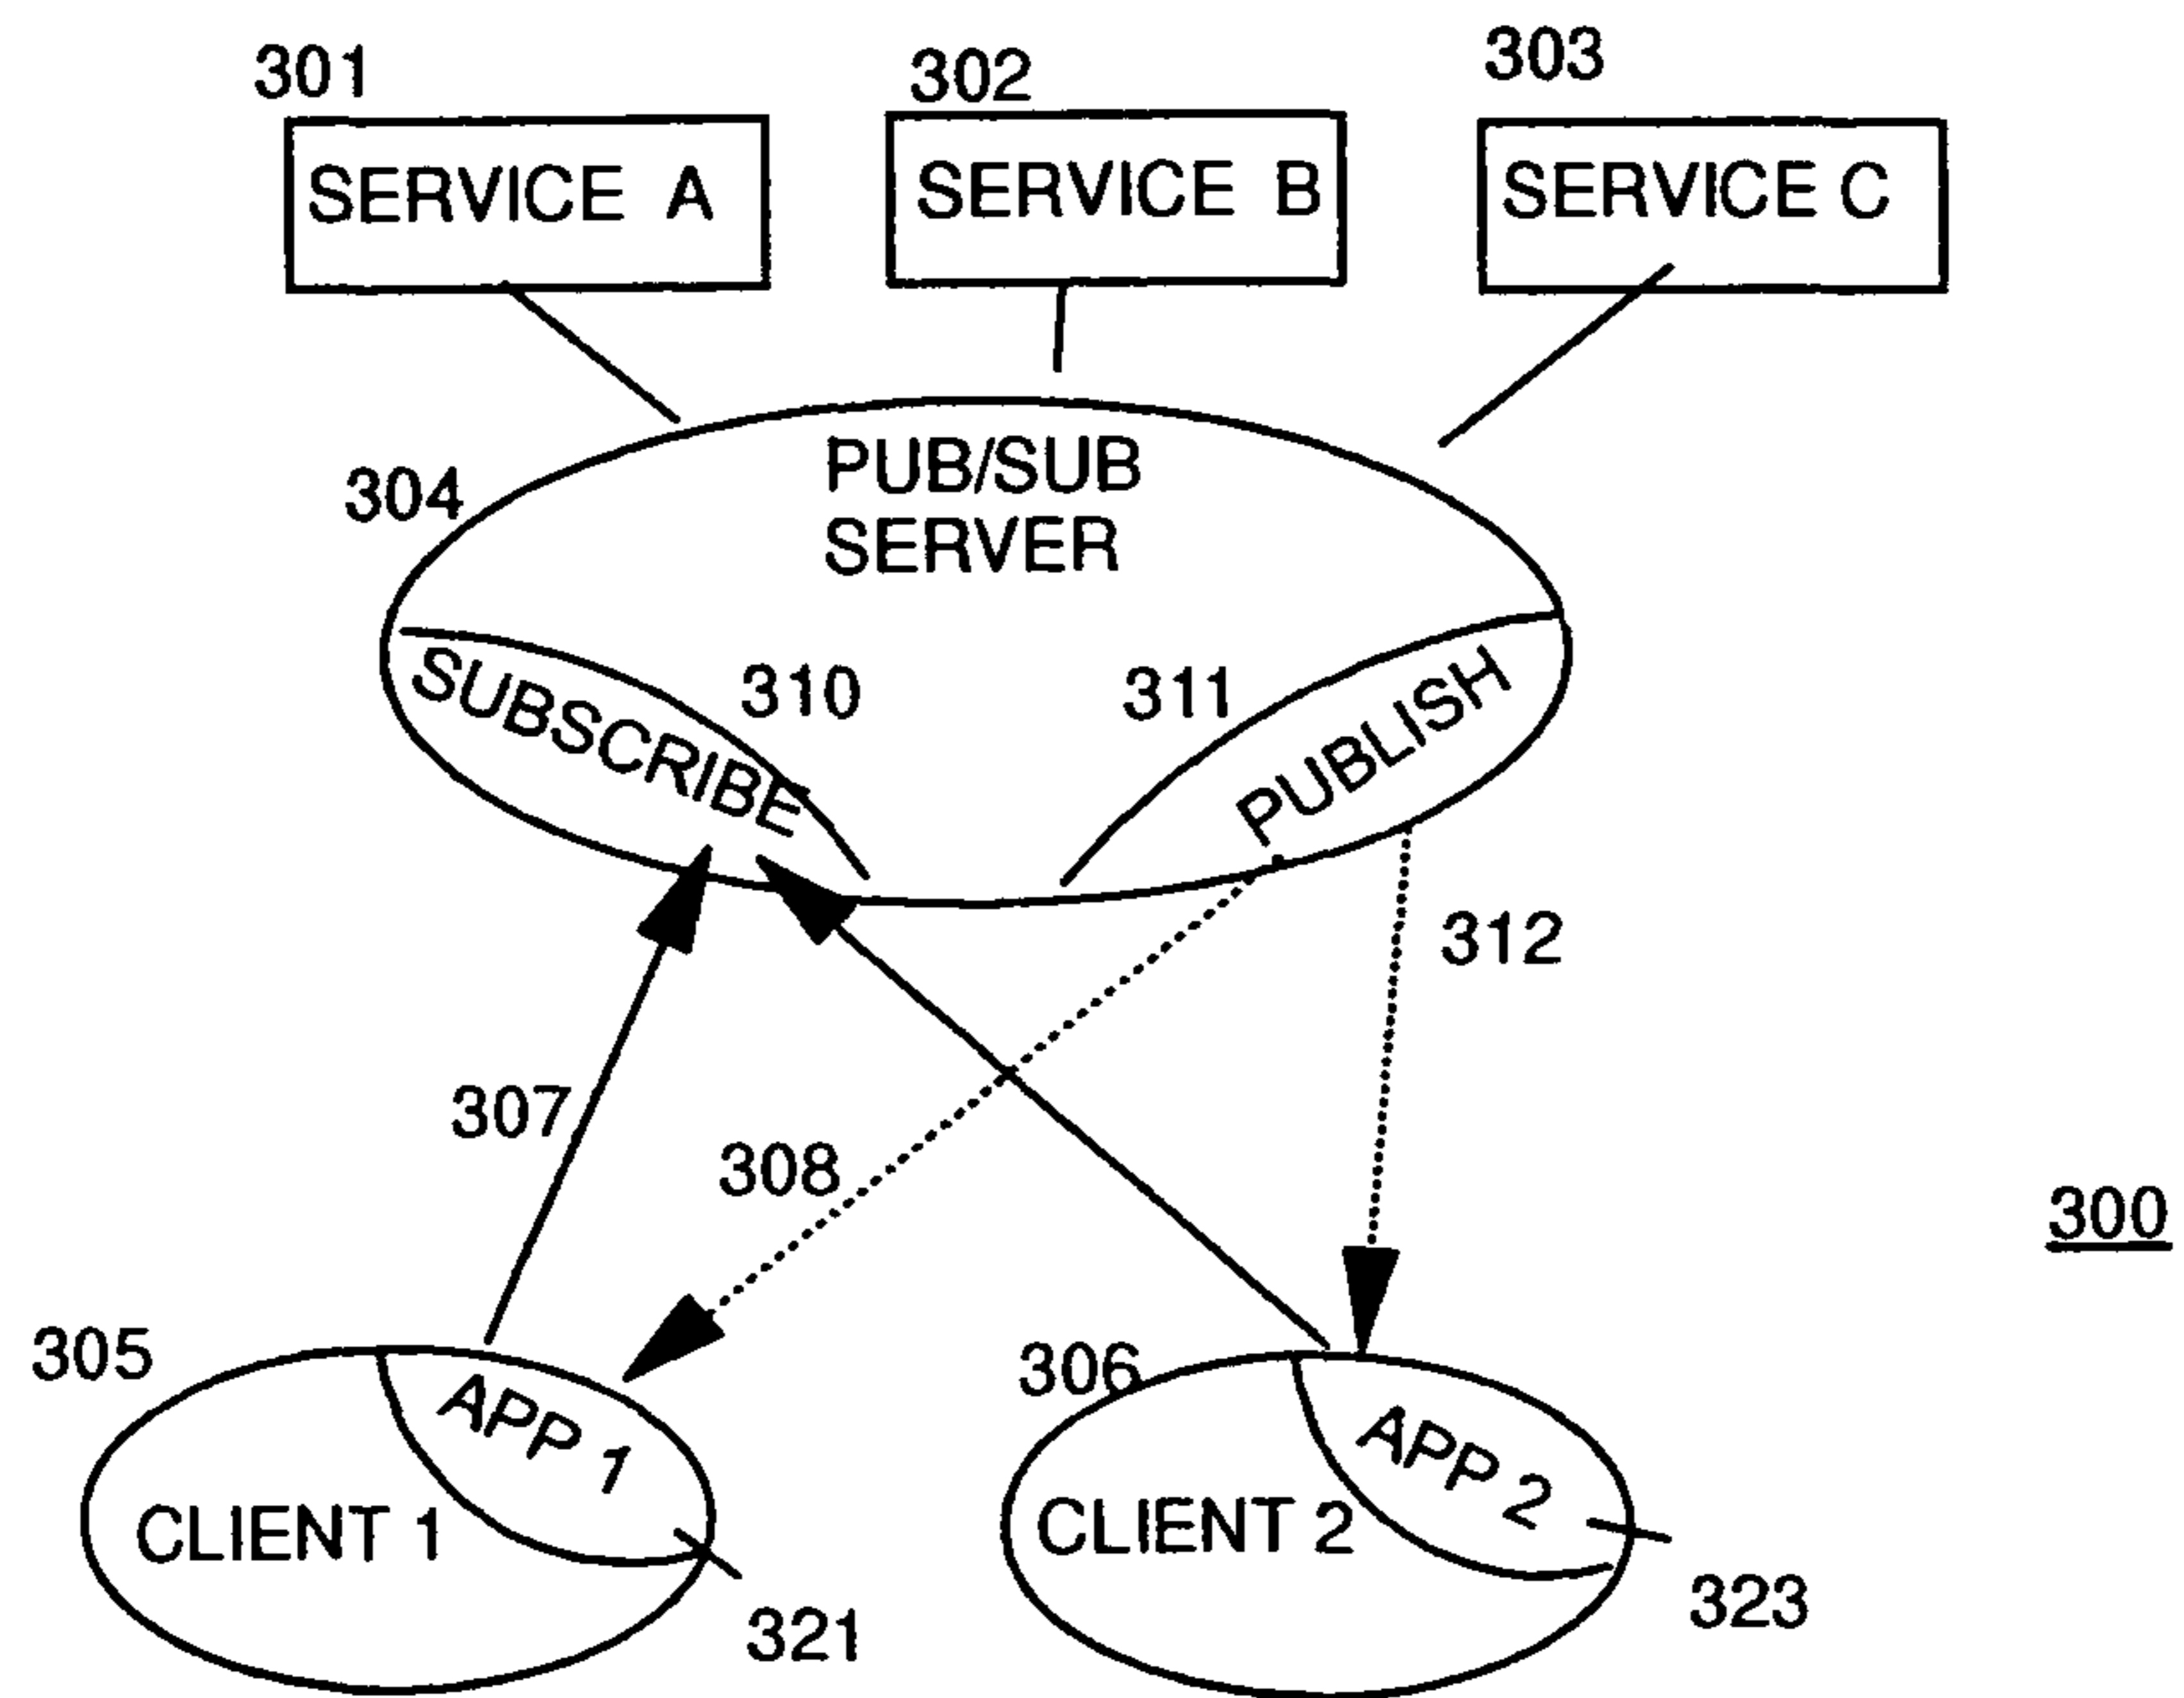 301
302
303
SERVICE A
SERVICE B
SERVICE C
304
PUB/SUB
SERVER
SUBSCRIBE
310
311
PUBLISH
312
307
308
300
305
306
APP 1
APP 2
CLIENT 1
CLIENT 2
321
323